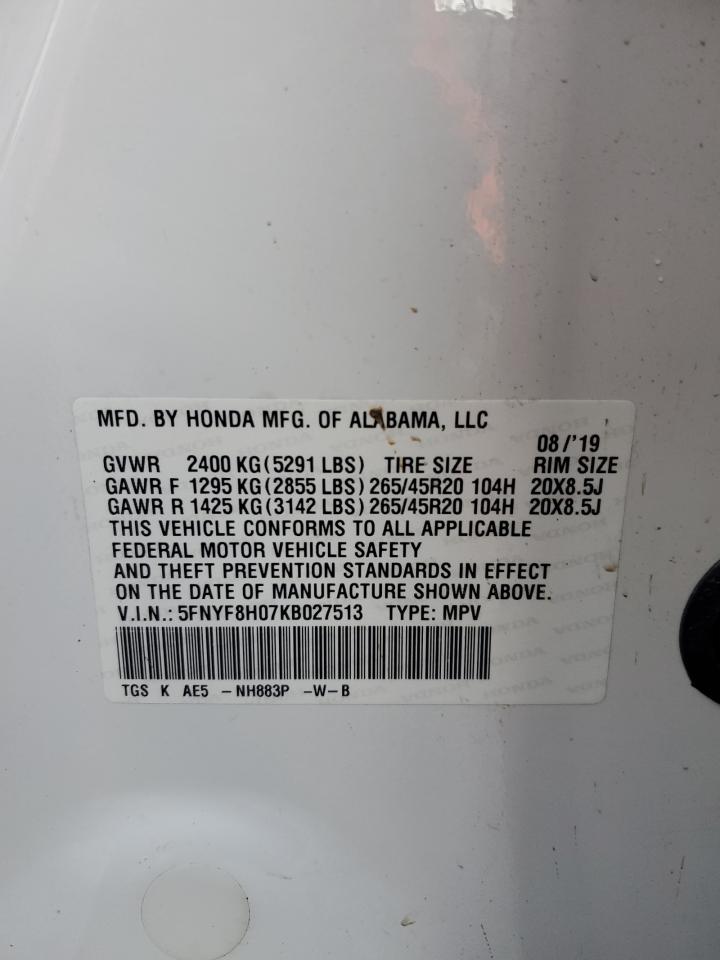 MFD. BY HONDA MFG. OF ALABAMA, LLC
08/'19
GVWR 2400 KG(5291 LBS) TIRE SIZE RIM SIZE
GAWR F 1295 KG(2855 LBS) 265/45R20 104H 20X8.5J
GAWR R 1425 KG(3142 LBS) 265/45R20 104H 20X8.5J
THIS VEHICLE CONFORMS TO ALL APPLICABLE
FEDERAL MOTOR VEHICLE SAFETY
AND THEFT PREVENTION STANDARDS IN EFFECT
ON THE DATE OF MANUFACTURE SHOWN ABOVE.
V.I.N.: 5FNYF8H07KB027513 TYPE: MPV
TGS K AE5 -NH883P -W-B